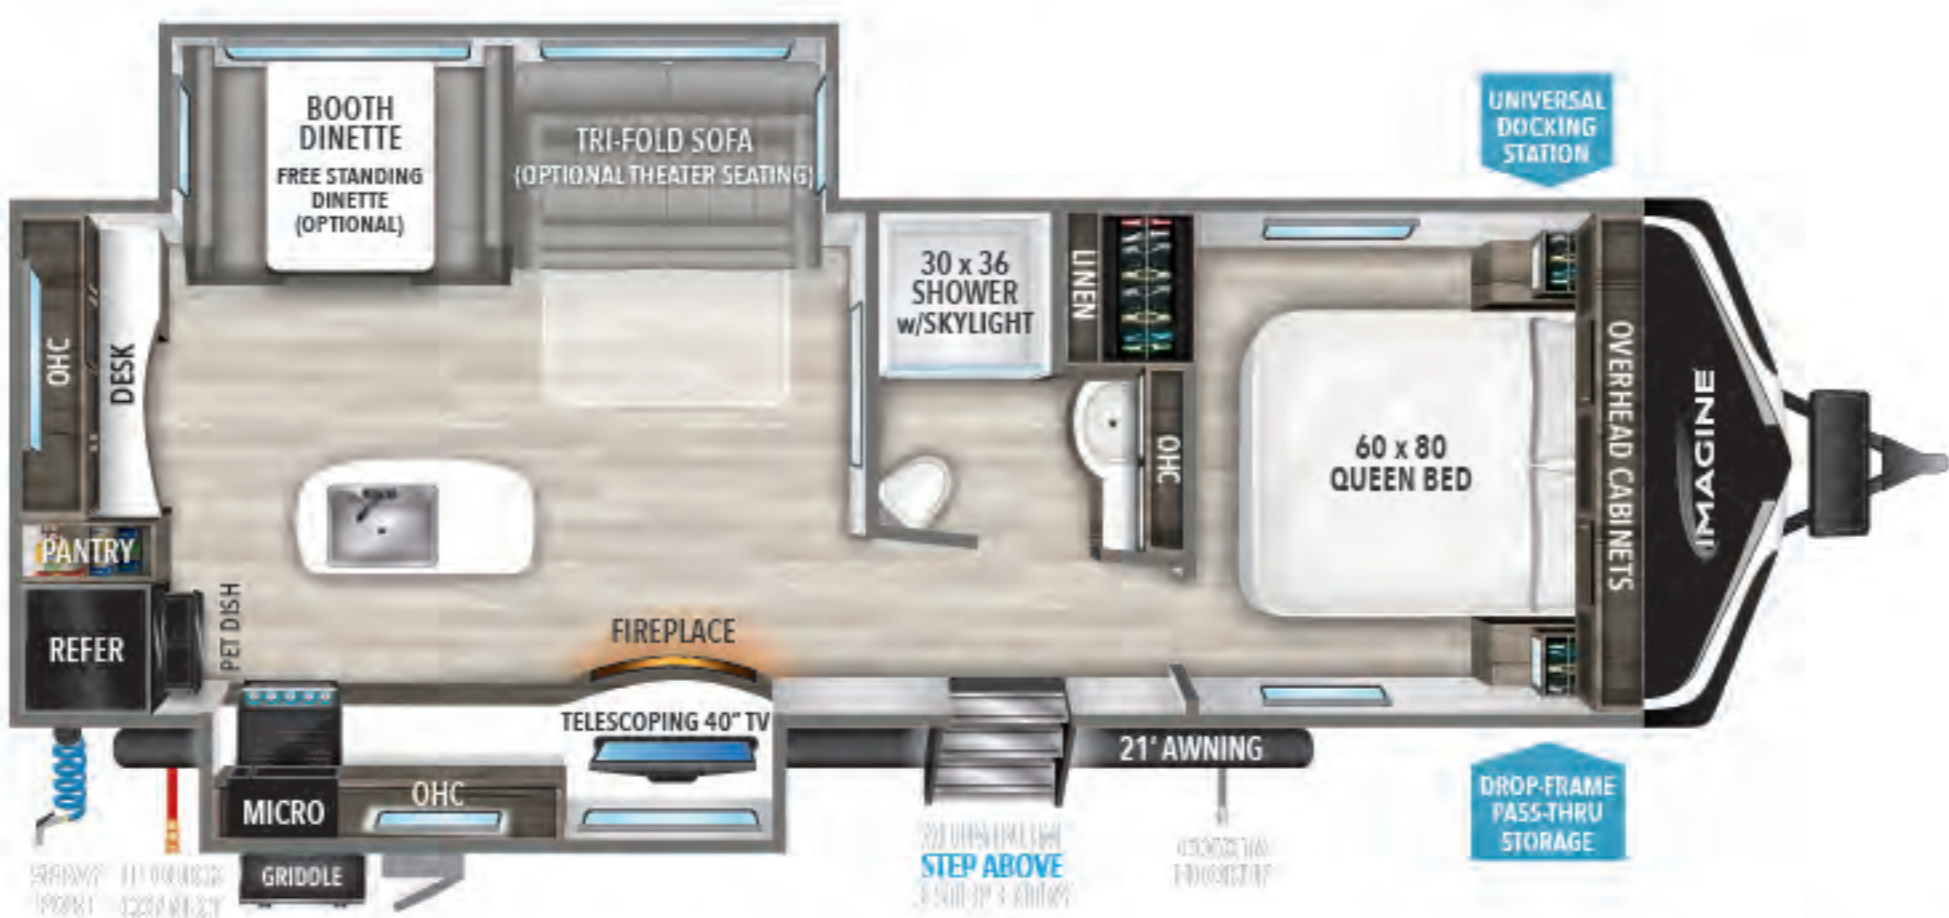 BOOTH
DINETTE
FREE STANDING
DINETTE
(OPTIONAL)
TRI-FOLD SOFA
(OPTIONAL THEATER SEATING)
UNIVERSAL
DOCKING
STATION
30 x 36
SHOWER
w/SKYLIGHT
LINEN
OHC
DESK
OHC
60 x 80
QUEEN BED
OVERHEAD CABINETS
IMAGINE
PANTRY
REFER
PET DISH
FIREPLACE
TELESCOPING 40" TV
21' AWNING
MICRO
OHC
GRIDDLE
STEP ABOVE
DROP-FRAME
PASS-THRU
STORAGE